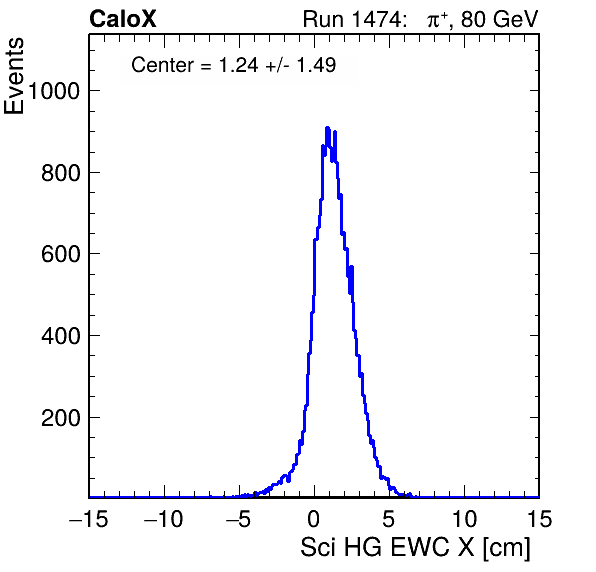 CaloX Run 1474: π⁺, 80 GeV
Events
Center = 1.24 +/- 1.49
1000
800
600
400
200
−15 −10 −5 0 5 10 15
Sci HG EWC X [cm]